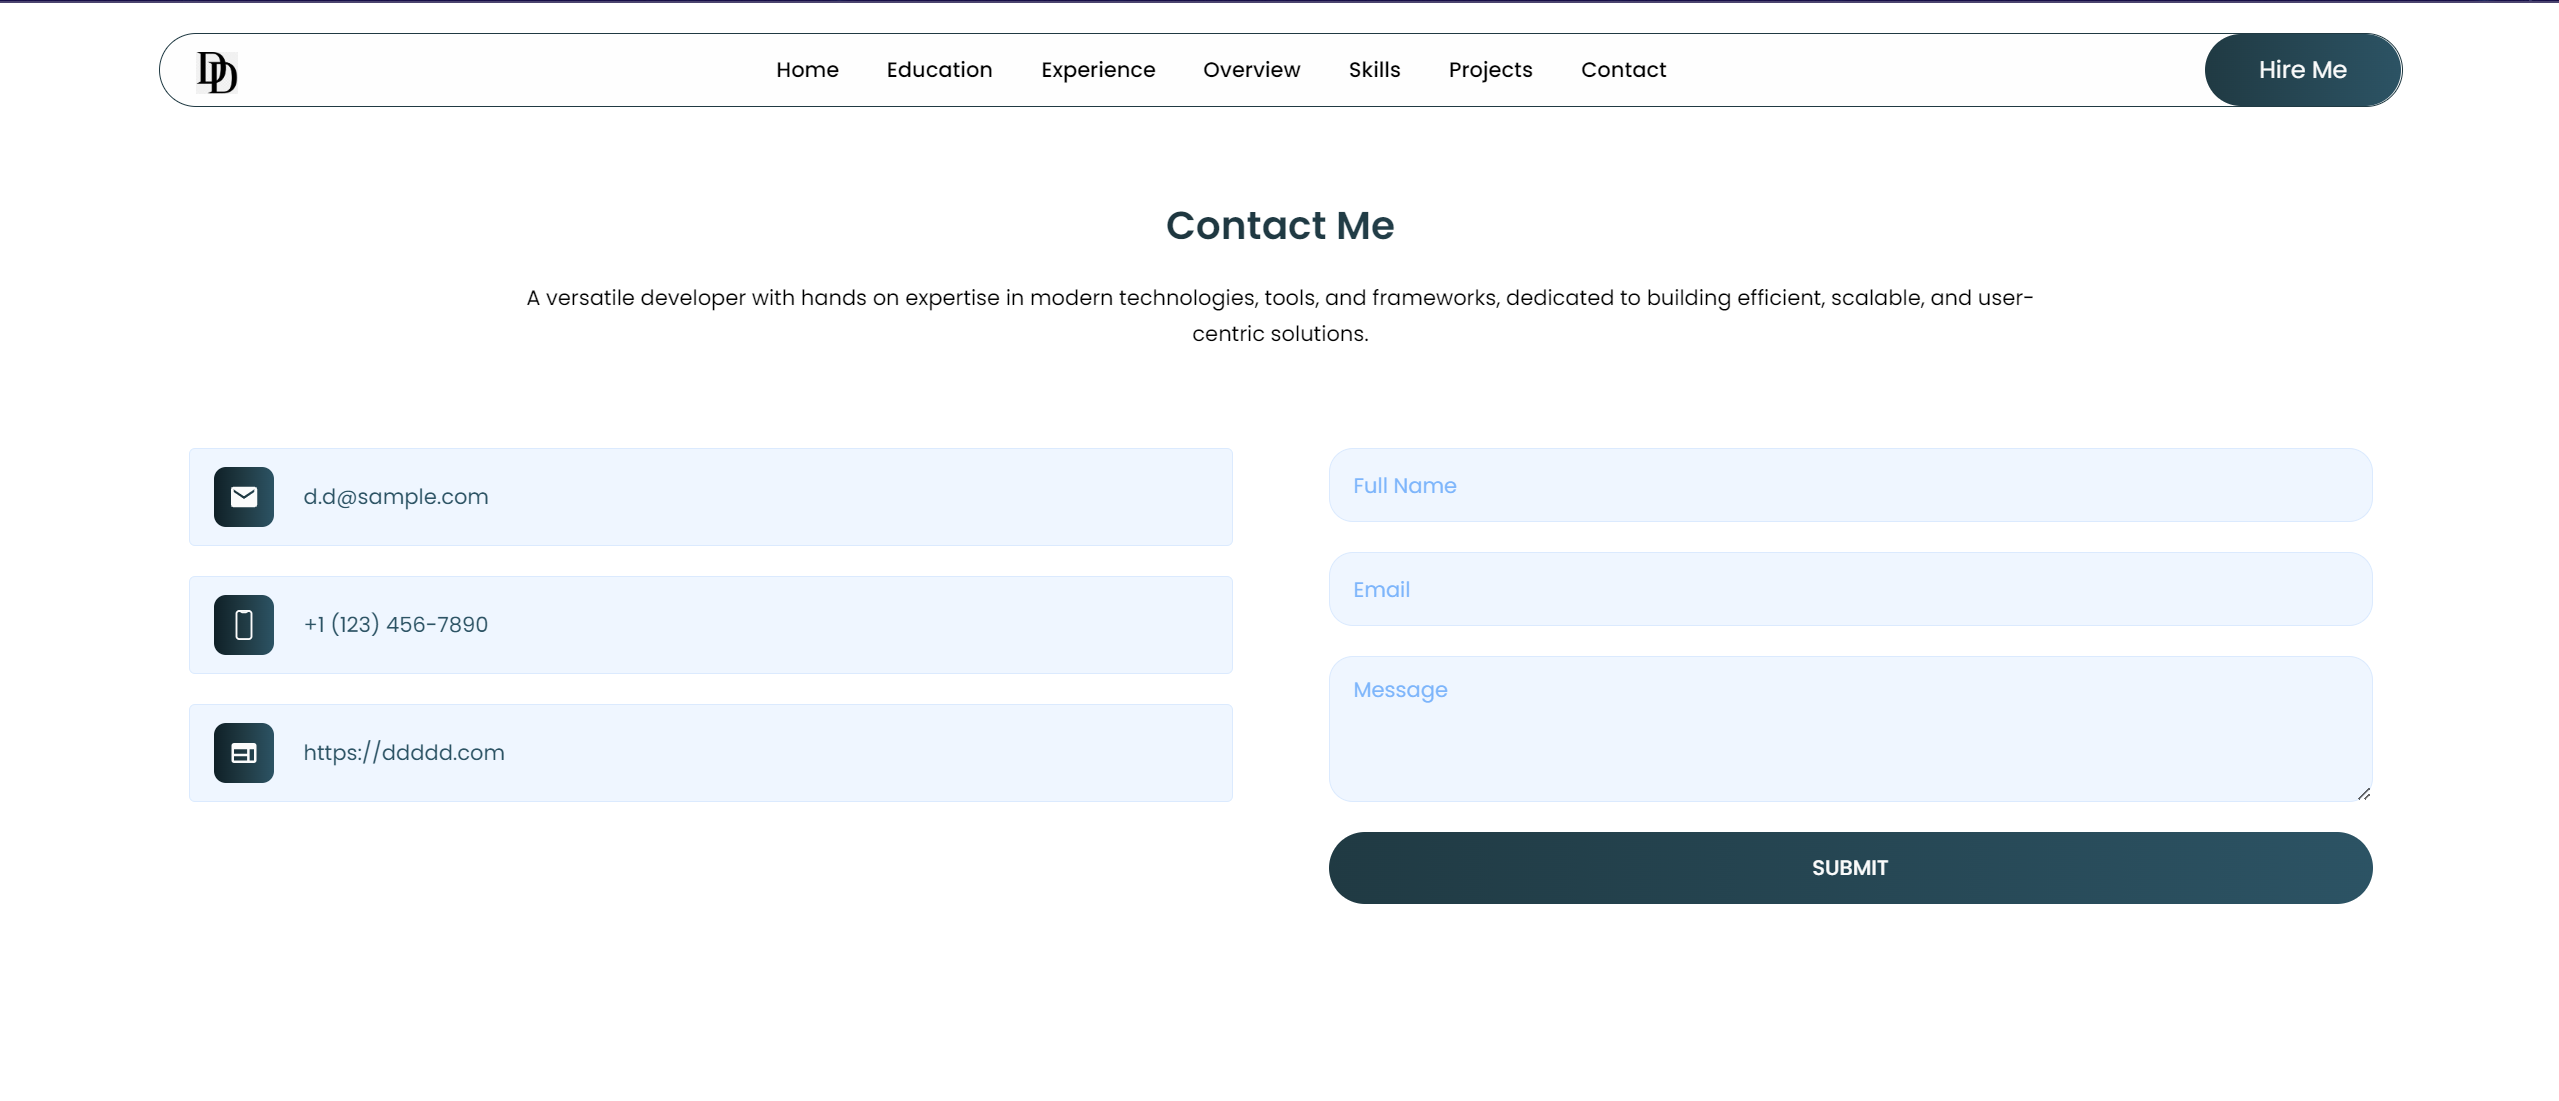 DD
Home Education Experience Overview Skills Projects Contact Hire Me
Contact Me
A versatile developer with hands on expertise in modern technologies, tools, and frameworks, dedicated to building efficient, scalable, and user-
centric solutions.
d.d@sample.com
+1 (123) 456-7890
https://ddddd.com
Full Name
Email
Message
SUBMIT